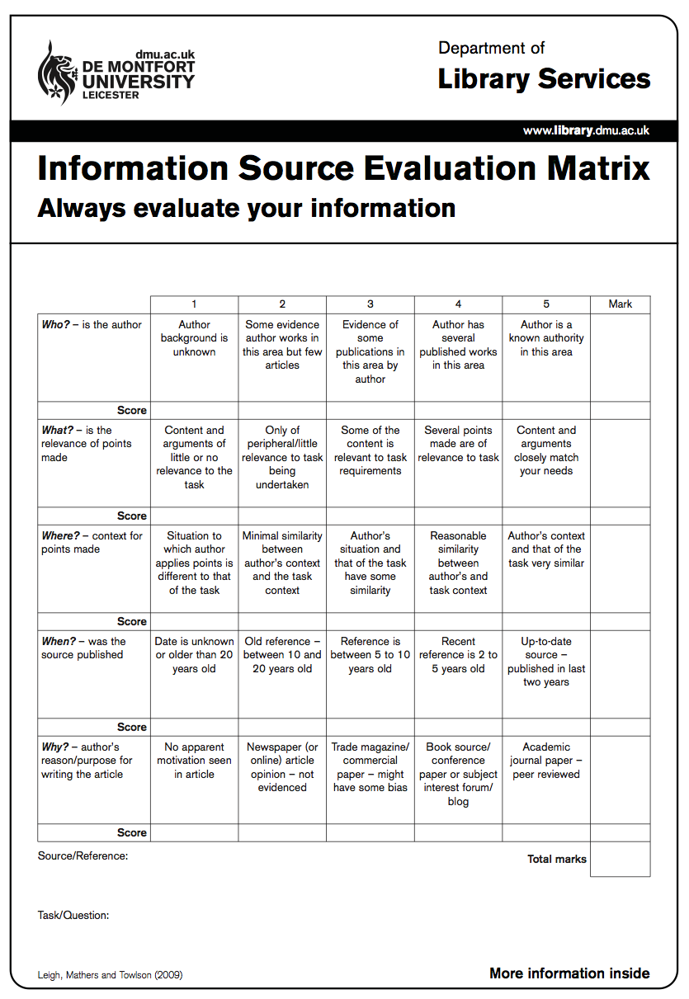 dmu.ac.uk
DE MONTFORT
UNIVERSITY
LEICESTER
Department of
Library Services
www.library.dmu.ac.uk
Information Source Evaluation Matrix
Always evaluate your information
1 2 3 4 5 Mark
Who? – is the author
Author
background is
unknown
Some evidence
author works in
this area but few
articles
Evidence of
some
publications in
this area by
author
Author has
several
published works
in this area
Author is a
known authority
in this area
Score
What? – is the
relevance of points
made
Content and
arguments of
little or no
relevance to the
task
Only of
peripheral/little
relevance to task
being
undertaken
Some of the
content is
relevant to task
requirements
Several points
made are of
relevance to task
Content and
arguments
closely match
your needs
Score
Where? – context for
points made
Situation to
which author
applies points is
different to that
of the task
Minimal similarity
between
author's context
and the task
context
Author's
situation and
that of the task
have some
similarity
Reasonable
similarity
between
author's and
task context
Author's context
and that of the
task very similar
Score
When? – was the
source published
Date is unknown
or older than 20
years old
Old reference –
between 10 and
20 years old
Reference is
between 5 to 10
years old
Recent
reference is 2 to
5 years old
Up-to-date
source –
published in last
two years
Score
Why? – author's
reason/purpose for
writing the article
No apparent
motivation seen
in article
Newspaper (or
online) article
opinion – not
evidenced
Trade magazine/
commercial
paper – might
have some bias
Book source/
conference
paper or subject
interest forum/
blog
Academic
journal paper –
peer reviewed
Score
Source/Reference:
Total marks
Task/Question:
Leigh, Mathers and Towlson (2009)
More information inside